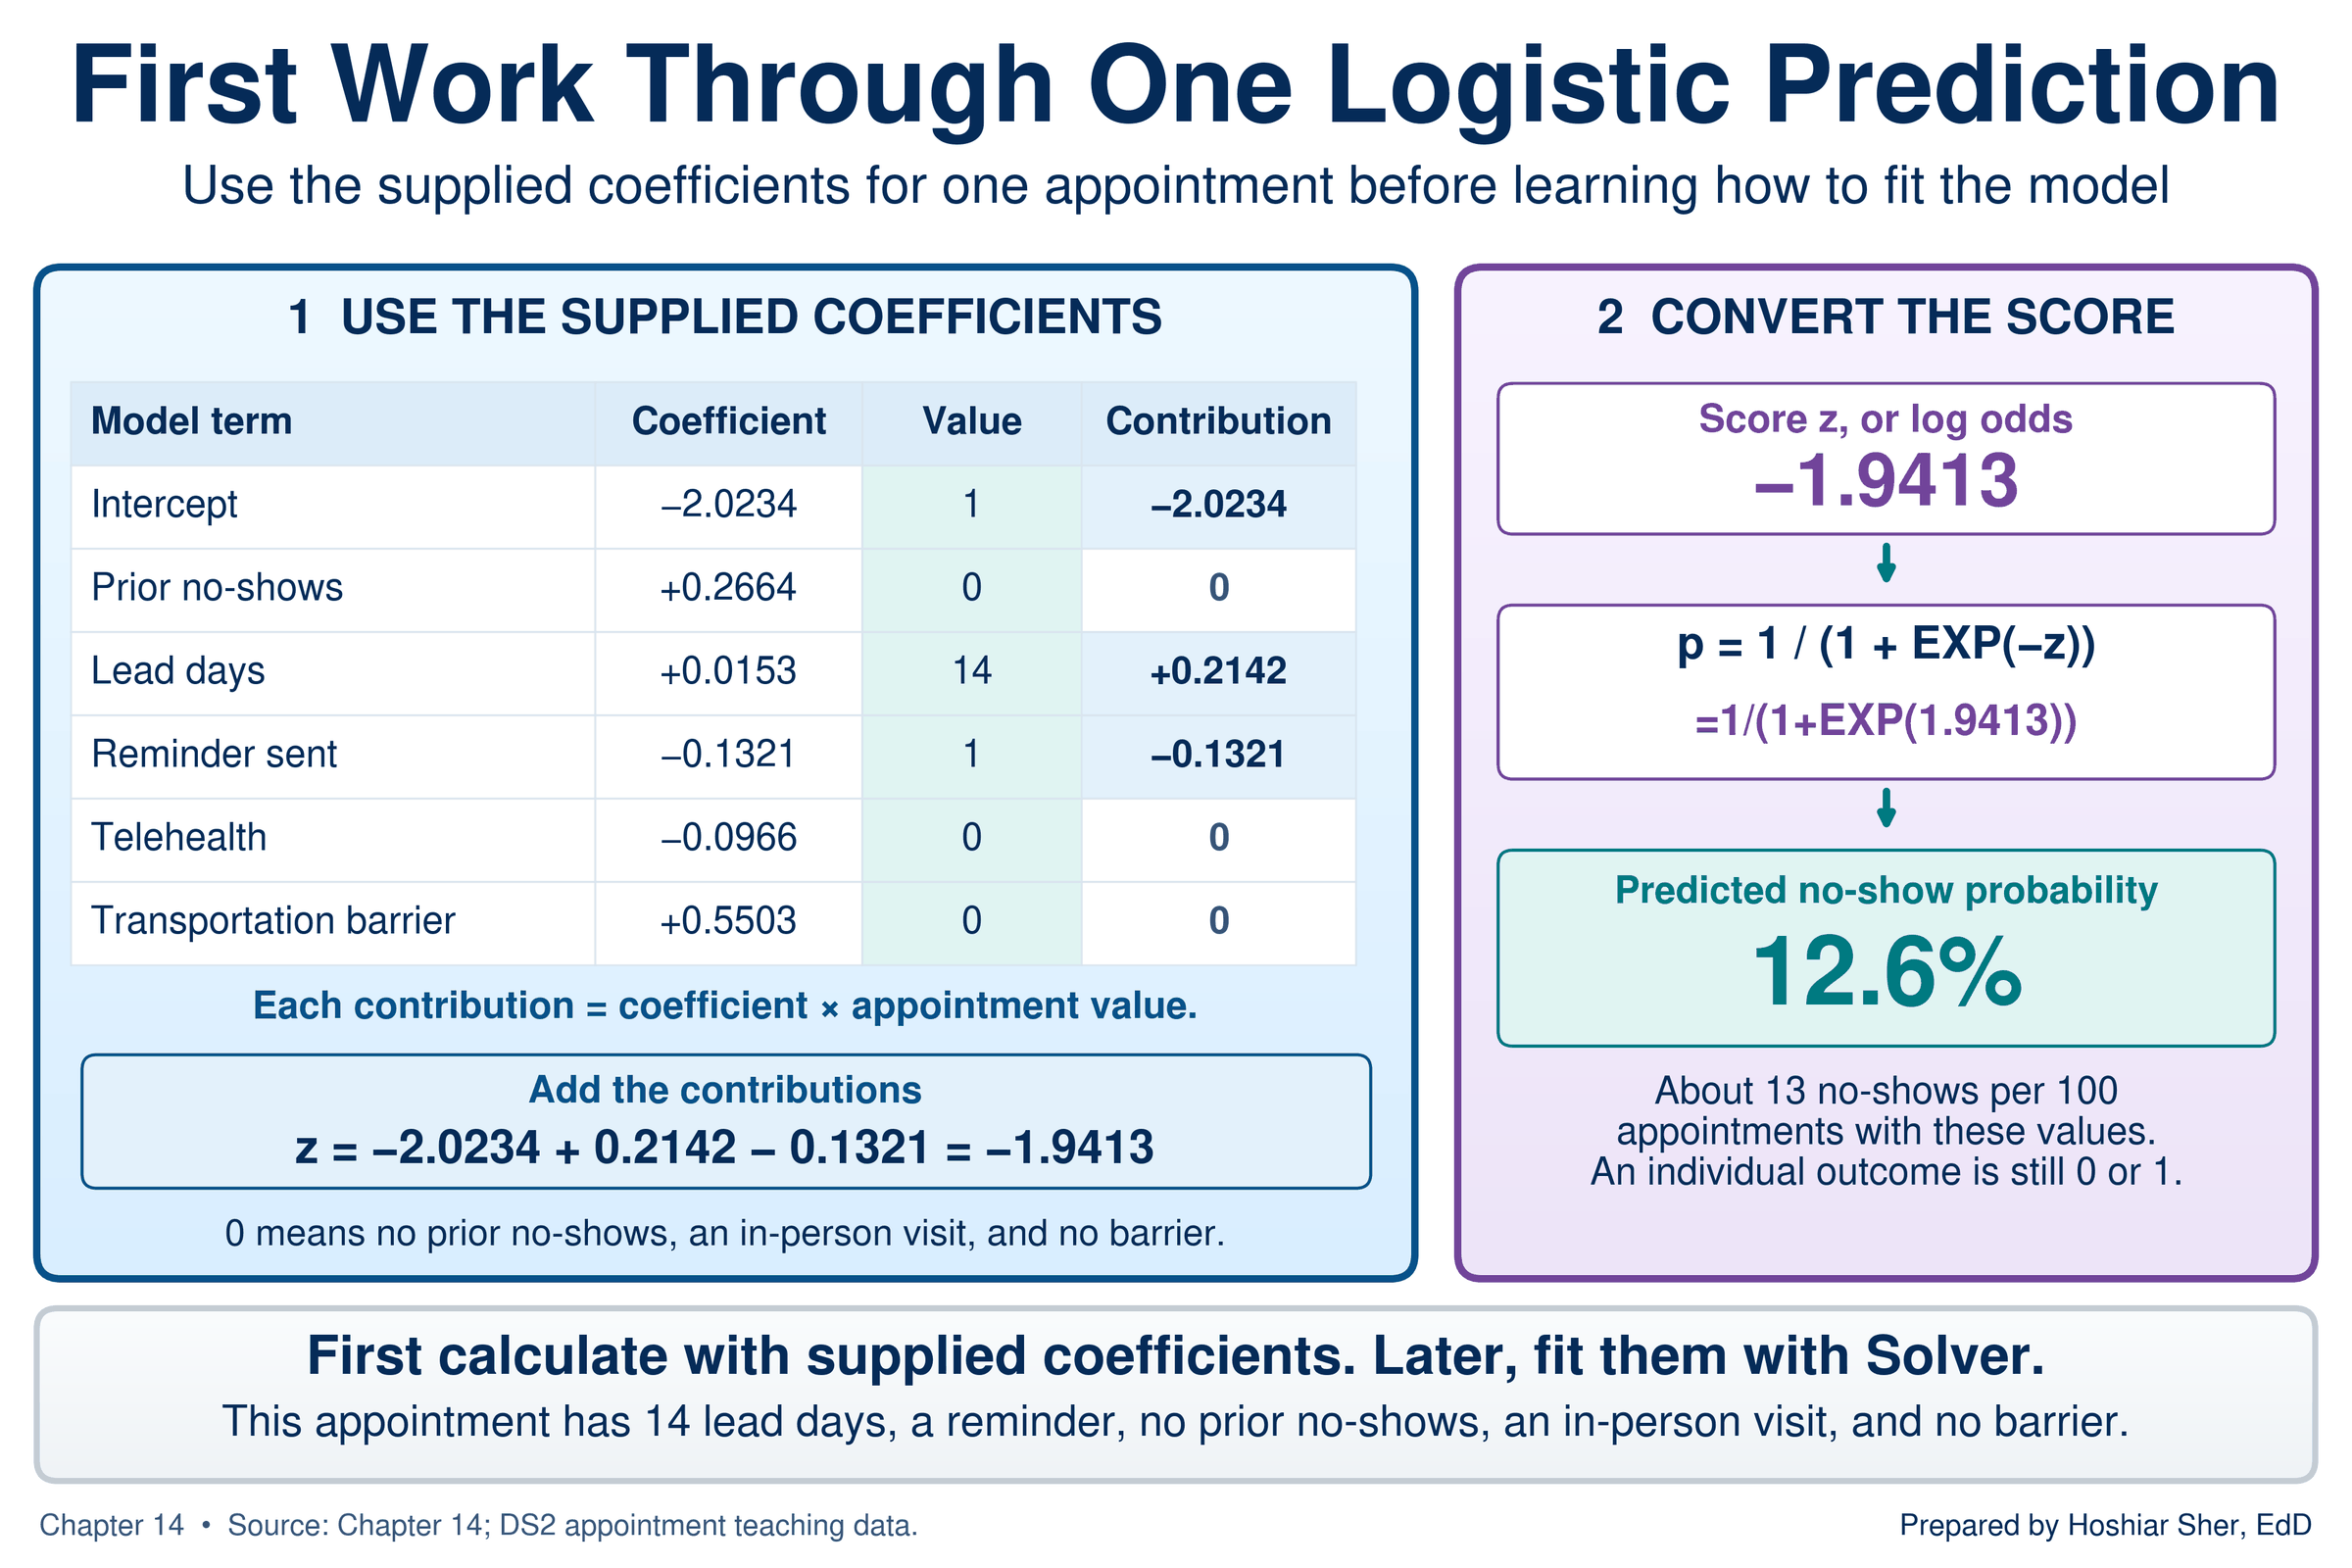 First Work Through One Logistic Prediction
Use the supplied coefficients for one appointment before learning how to fit the model
1 USE THE SUPPLIED COEFFICIENTS
Model term Coefficient Value Contribution
Intercept −2.0234 1 −2.0234
Prior no-shows +0.2664 0 0
Lead days +0.0153 14 +0.2142
Reminder sent −0.1321 1 −0.1321
Telehealth −0.0966 0 0
Transportation barrier +0.5503 0 0
Each contribution = coefficient × appointment value.
Add the contributions
z = −2.0234 + 0.2142 − 0.1321 = −1.9413
0 means no prior no-shows, an in-person visit, and no barrier.
2 CONVERT THE SCORE
Score z, or log odds
−1.9413
p = 1 / (1 + EXP(−z))
=1/(1+EXP(1.9413))
Predicted no-show probability
12.6%
About 13 no-shows per 100
appointments with these values.
An individual outcome is still 0 or 1.
First calculate with supplied coefficients. Later, fit them with Solver.
This appointment has 14 lead days, a reminder, no prior no-shows, an in-person visit, and no barrier.
Chapter 14 • Source: Chapter 14; DS2 appointment teaching data.
Prepared by Hoshiar Sher, EdD